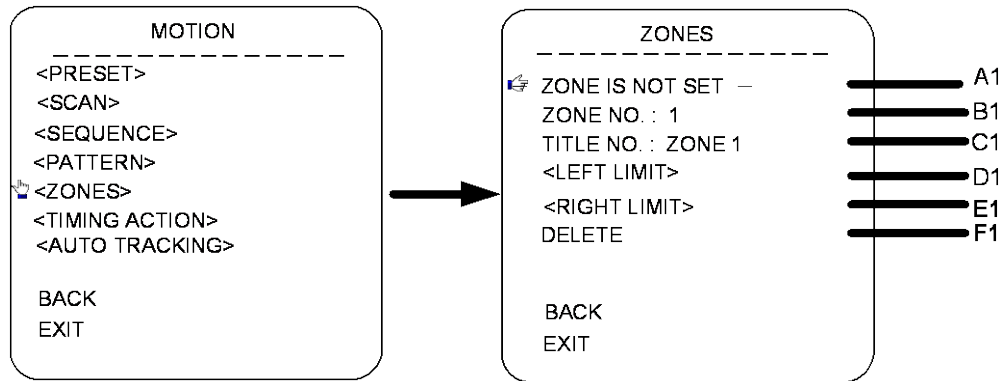 MOTION
<PRESET>
<SCAN>
<SEQUENCE>
<PATTERN>
<ZONES>
<TIMING ACTION>
<AUTO TRACKING>
BACK
EXIT
ZONES
ZONE IS NOT SET –
ZONE NO. : 1
TITLE NO. : ZONE 1
<LEFT LIMIT>
<RIGHT LIMIT>
DELETE
BACK
EXIT
A1
B1
C1
D1
E1
F1